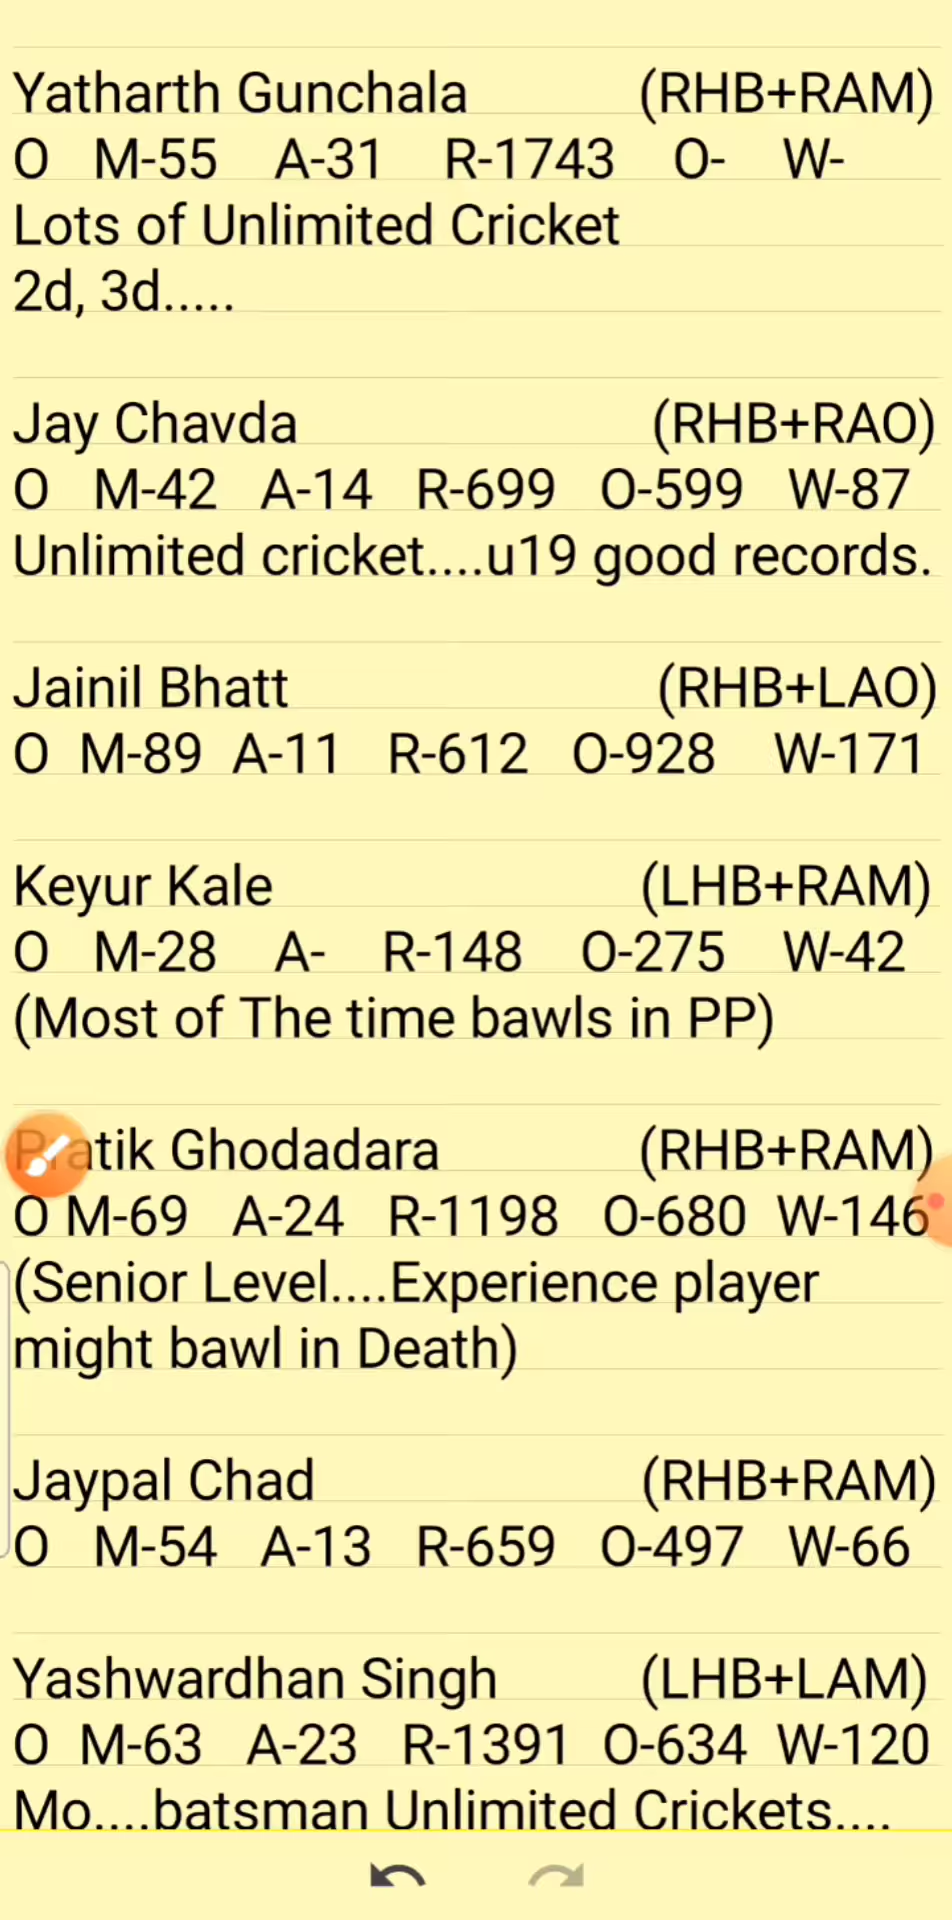 Yatharth Gunchala (RHB+RAM)
O M-55 A-31 R-1743 O- W-
Lots of Unlimited Cricket
2d, 3d.....
Jay Chavda (RHB+RAO)
O M-42 A-14 R-699 O-599 W-87
Unlimited cricket....u19 good records.
Jainil Bhatt (RHB+LAO)
O M-89 A-11 R-612 O-928 W-171
Keyur Kale (LHB+RAM)
O M-28 A- R-148 O-275 W-42
(Most of The time bawls in PP)
Pratik Ghodadara (RHB+RAM)
O M-69 A-24 R-1198 O-680 W-146
(Senior Level....Experience player
might bawl in Death)
Jaypal Chad (RHB+RAM)
O M-54 A-13 R-659 O-497 W-66
Yashwardhan Singh (LHB+LAM)
O M-63 A-23 R-1391 O-634 W-120
Mo....batsman Unlimited Crickets....